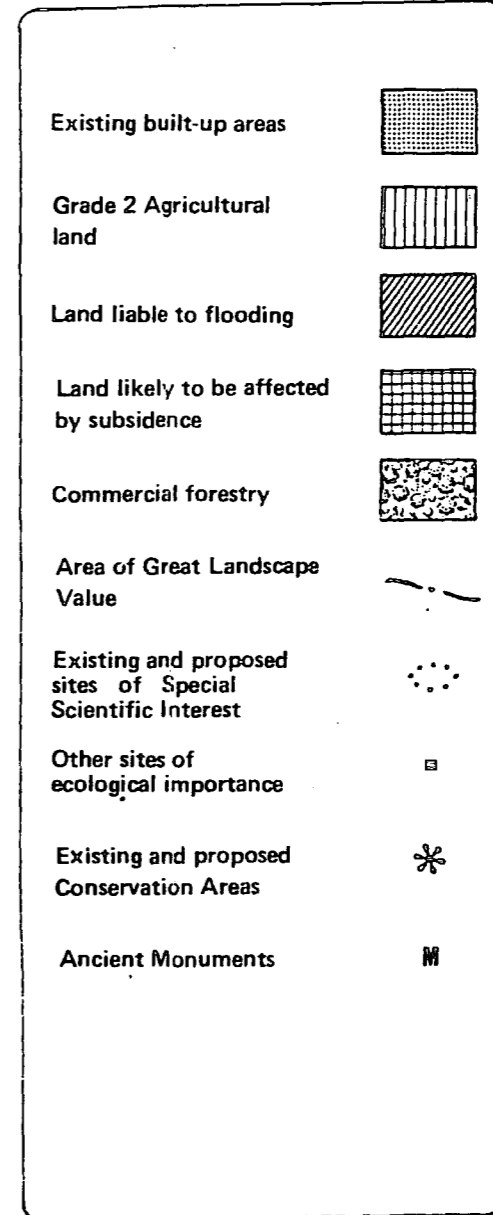 Existing built-up areas
Grade 2 Agricultural
land
Land liable to flooding
Land likely to be affected
by subsidence
Commercial forestry
Area of Great Landscape
Value
Existing and proposed
sites of Special
Scientific Interest
Other sites of
ecological importance
Existing and proposed
Conservation Areas
Ancient Monuments
M